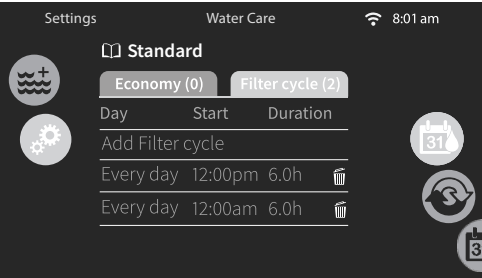 Settings Water Care 8:01 am
Standard
Economy (0) Filter cycle (2)
Day Start Duration
Add Filter cycle
Every day 12:00pm 6.0h
Every day 12:00am 6.0h
31
3